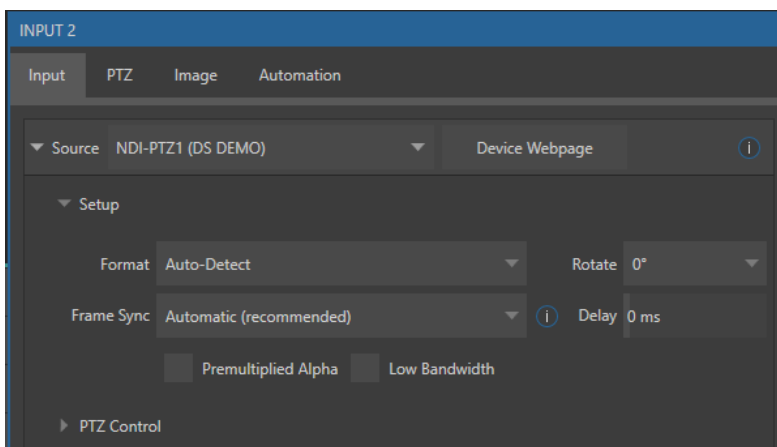 INPUT 2
Input PTZ Image Automation
Source NDI-PTZ1 (DS DEMO) Device Webpage i
Setup
Format Auto-Detect Rotate 0°
Frame Sync Automatic (recommended) i Delay 0 ms
Premultiplied Alpha Low Bandwidth
PTZ Control